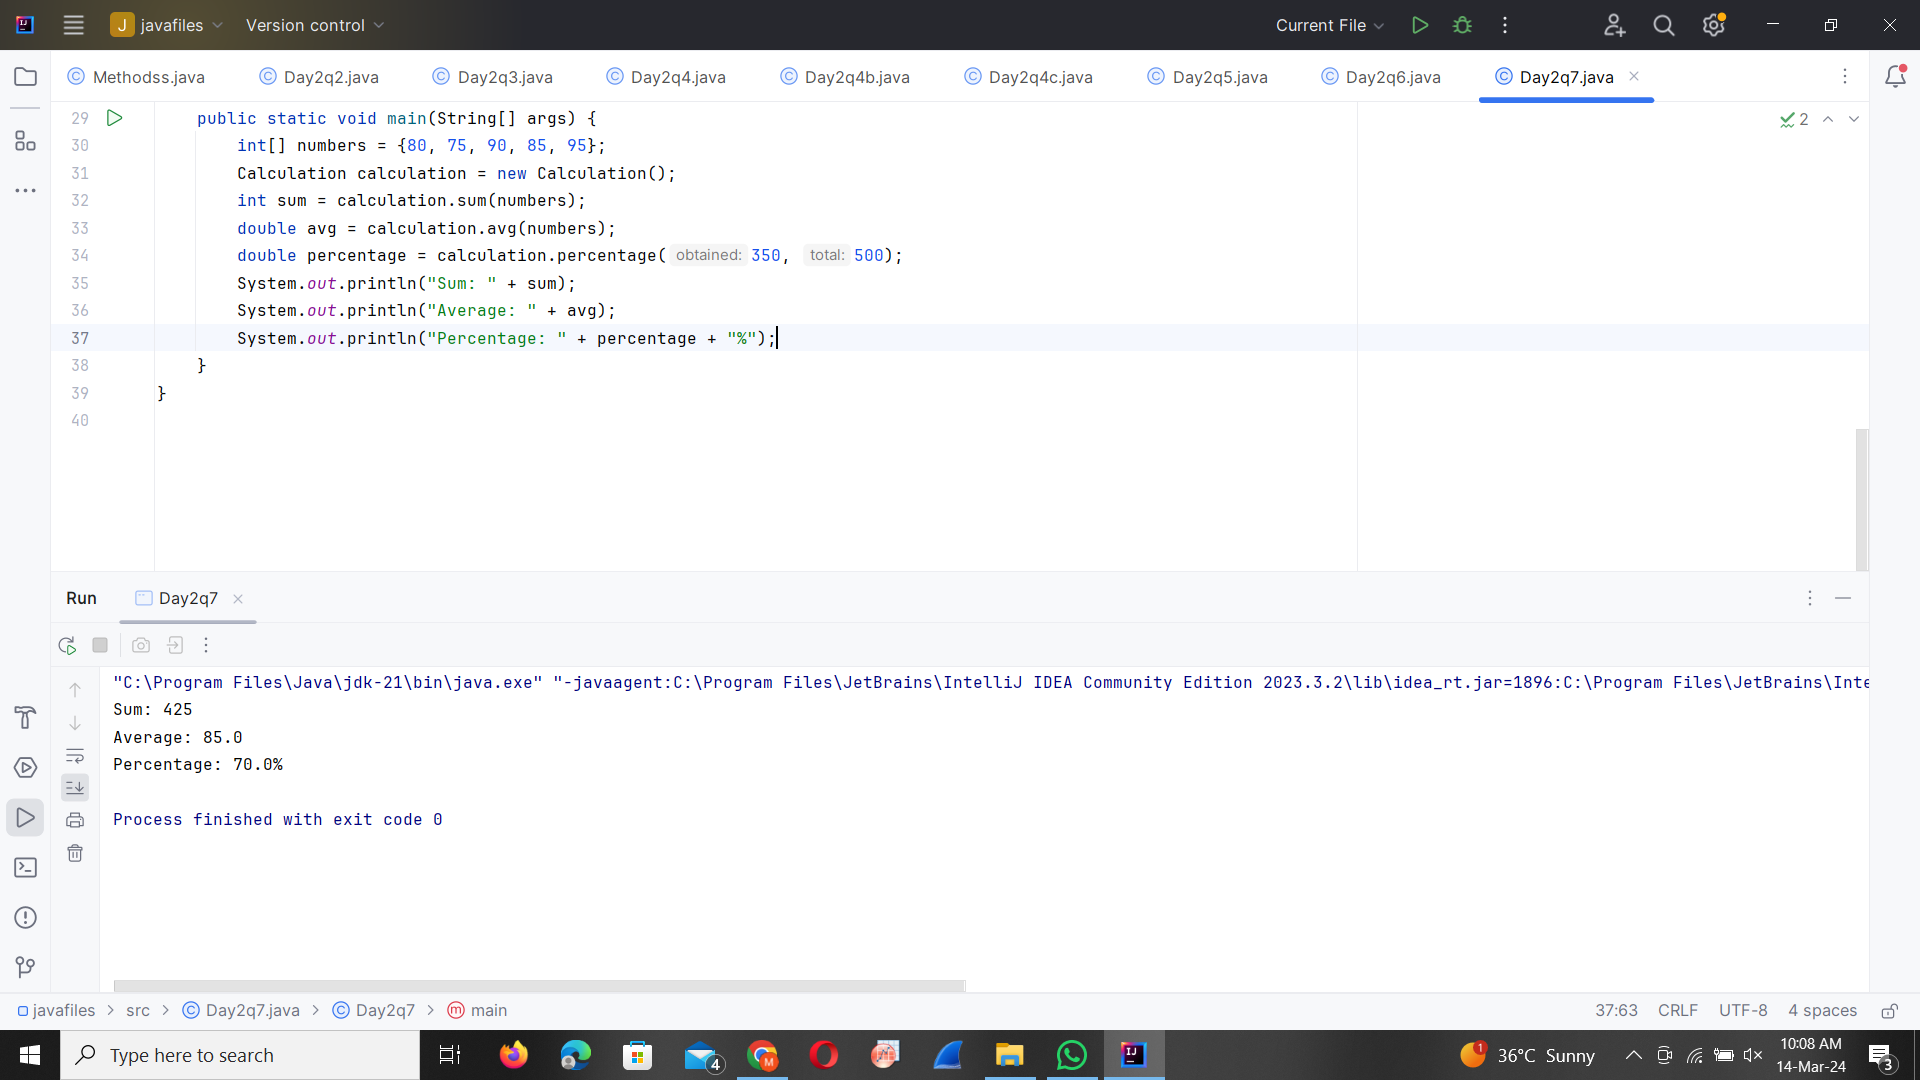 J javafiles Version control Current File
Methodss.java Day2q2.java Day2q3.java Day2q4.java Day2q4b.java Day2q4c.java Day2q5.java Day2q6.java Day2q7.java
29 public static void main(String[] args) { 2
30 int[] numbers = {80, 75, 90, 85, 95};
31 Calculation calculation = new Calculation();
32 int sum = calculation.sum(numbers);
33 double avg = calculation.avg(numbers);
34 double percentage = calculation.percentage( obtained: 350, total: 500);
35 System.out.println("Sum: " + sum);
36 System.out.println("Average: " + avg);
37 System.out.println("Percentage: " + percentage + "%");
38 }
39 }
40
Run Day2q7
"C:\Program Files\Java\jdk-21\bin\java.exe" "-javaagent:C:\Program Files\JetBrains\IntelliJ IDEA Community Edition 2023.3.2\lib\idea_rt.jar=1896:C:\Program Files\JetBrains\Inte
Sum: 425
Average: 85.0
Percentage: 70.0%
Process finished with exit code 0
javafiles > src > Day2q7.java > Day2q7 > m main 37:63 CRLF UTF-8 4 spaces
Type here to search 4 M IJ 1 36°C Sunny 10:08 AM
14-Mar-24 3